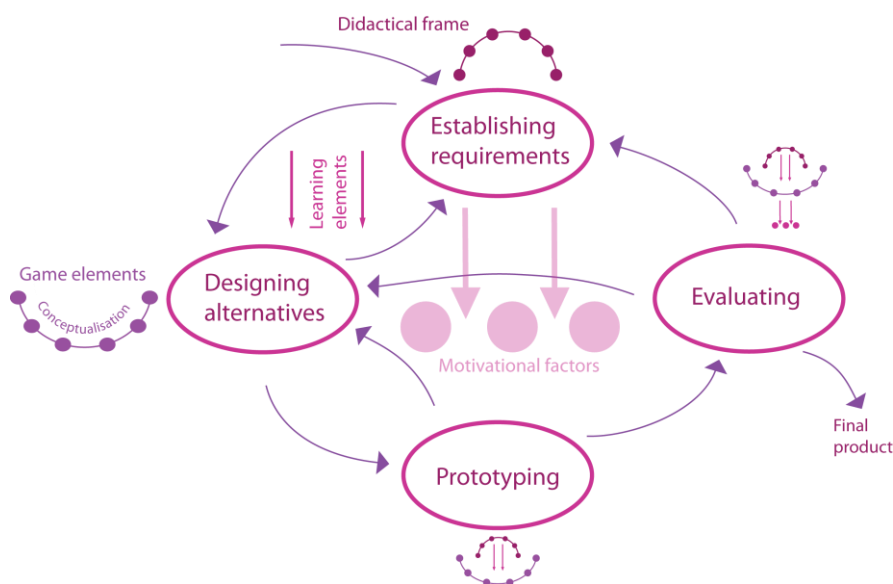 Didactical frame
Establishing
requirements
Learning
elements
Game elements
Conceptualisation
Designing
alternatives
Evaluating
Motivational factors
Final
product
Prototyping